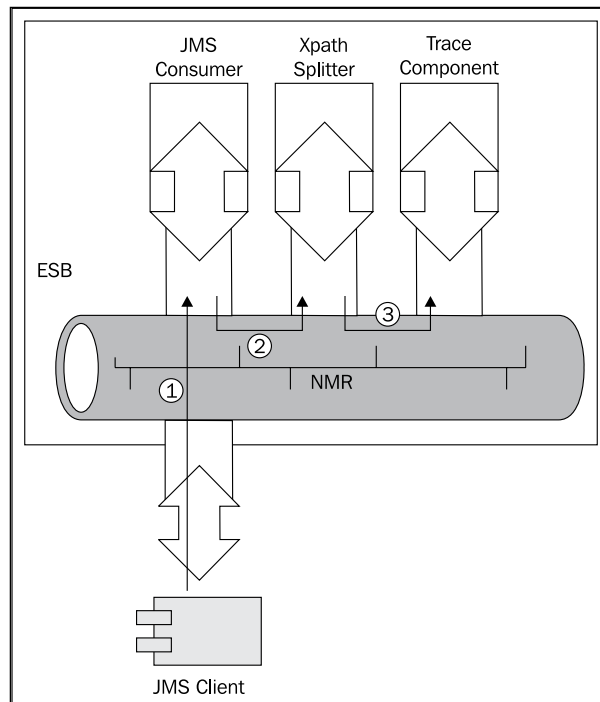 JMS
Consumer
Xpath
Splitter
Trace
Component
ESB
3
2
1
NMR
JMS Client